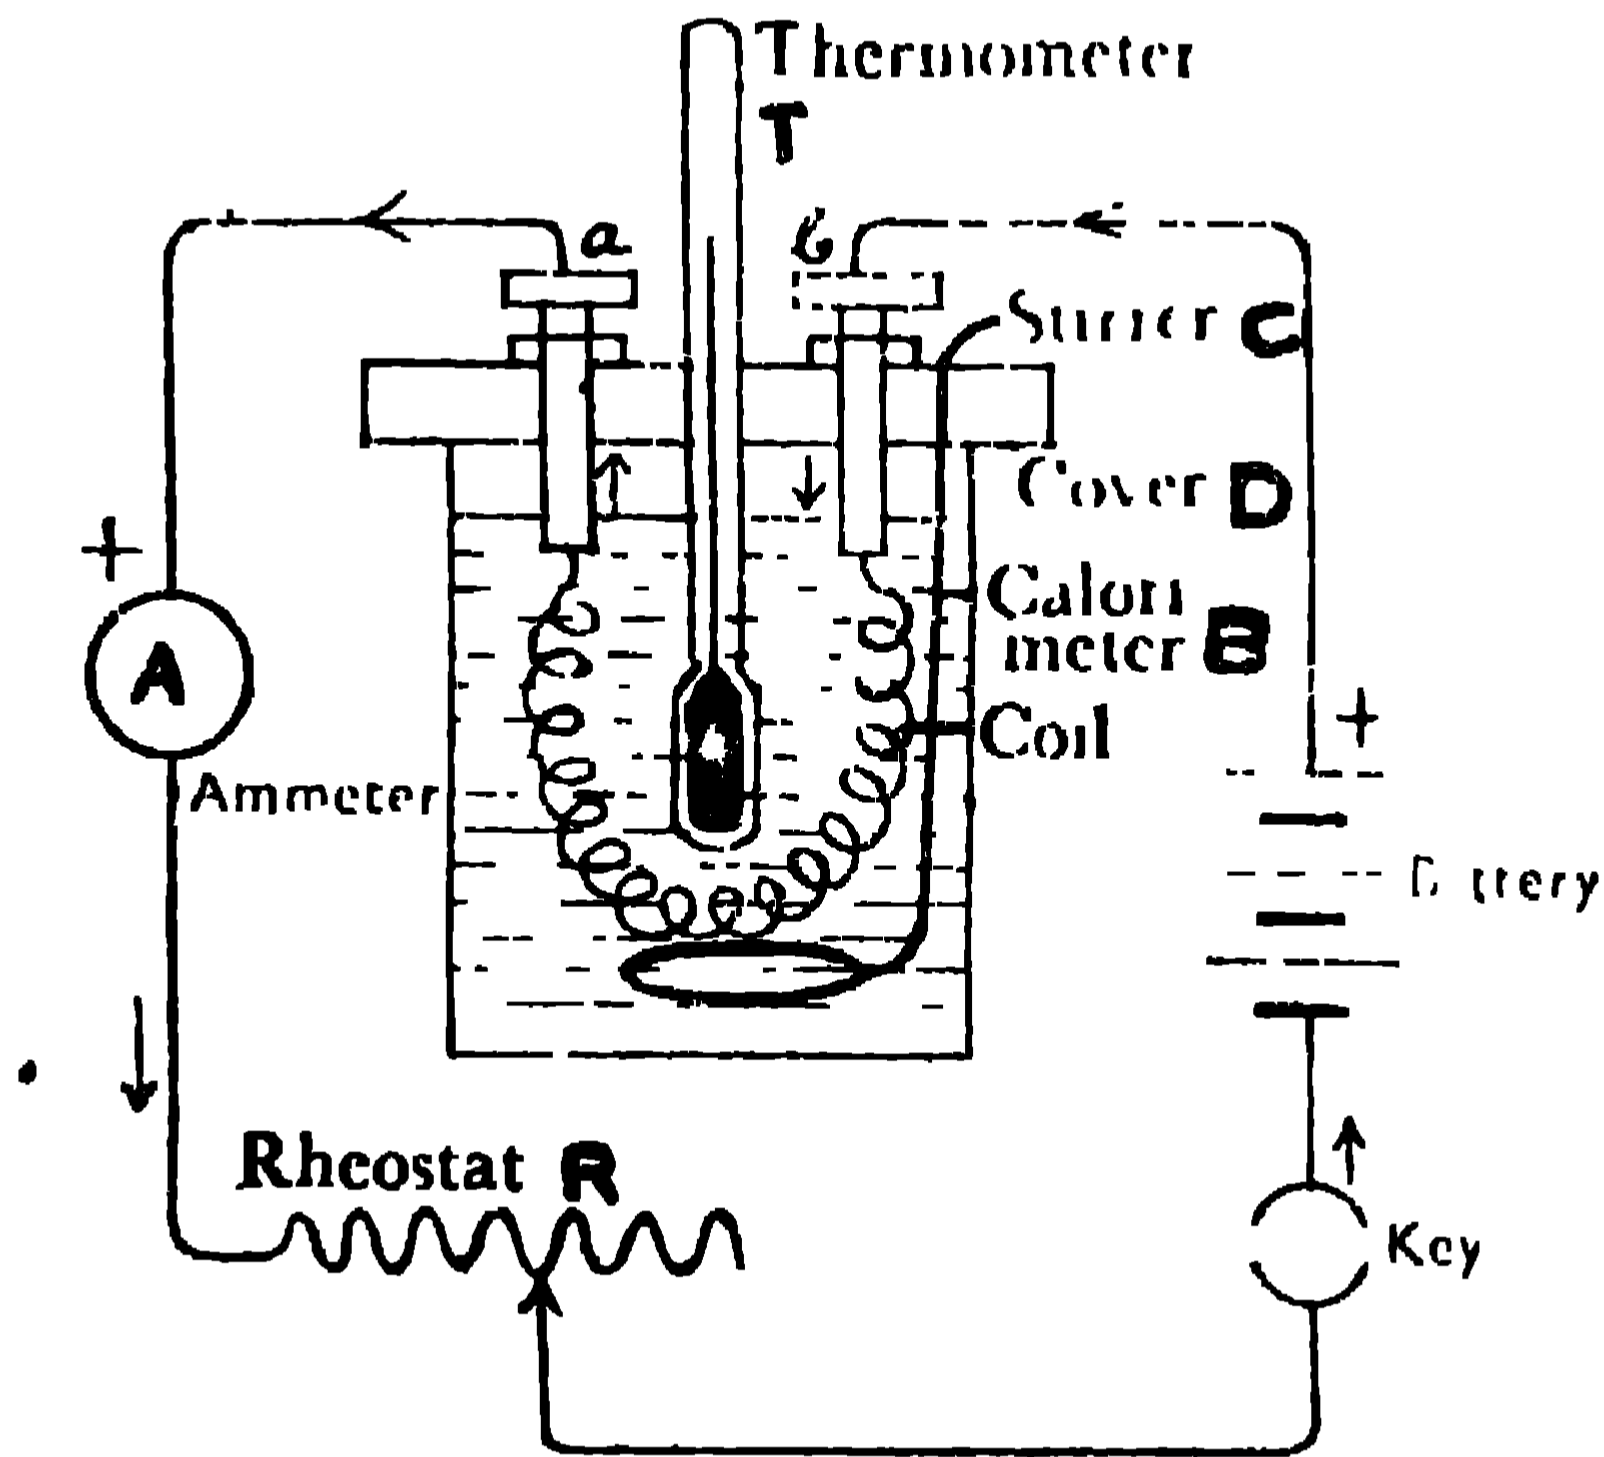 Thermometer
T
a
b
Stirrer C
Cover D
+
Calori
meter B
Coil
A
Ammeter
+
Rheostat R
Key